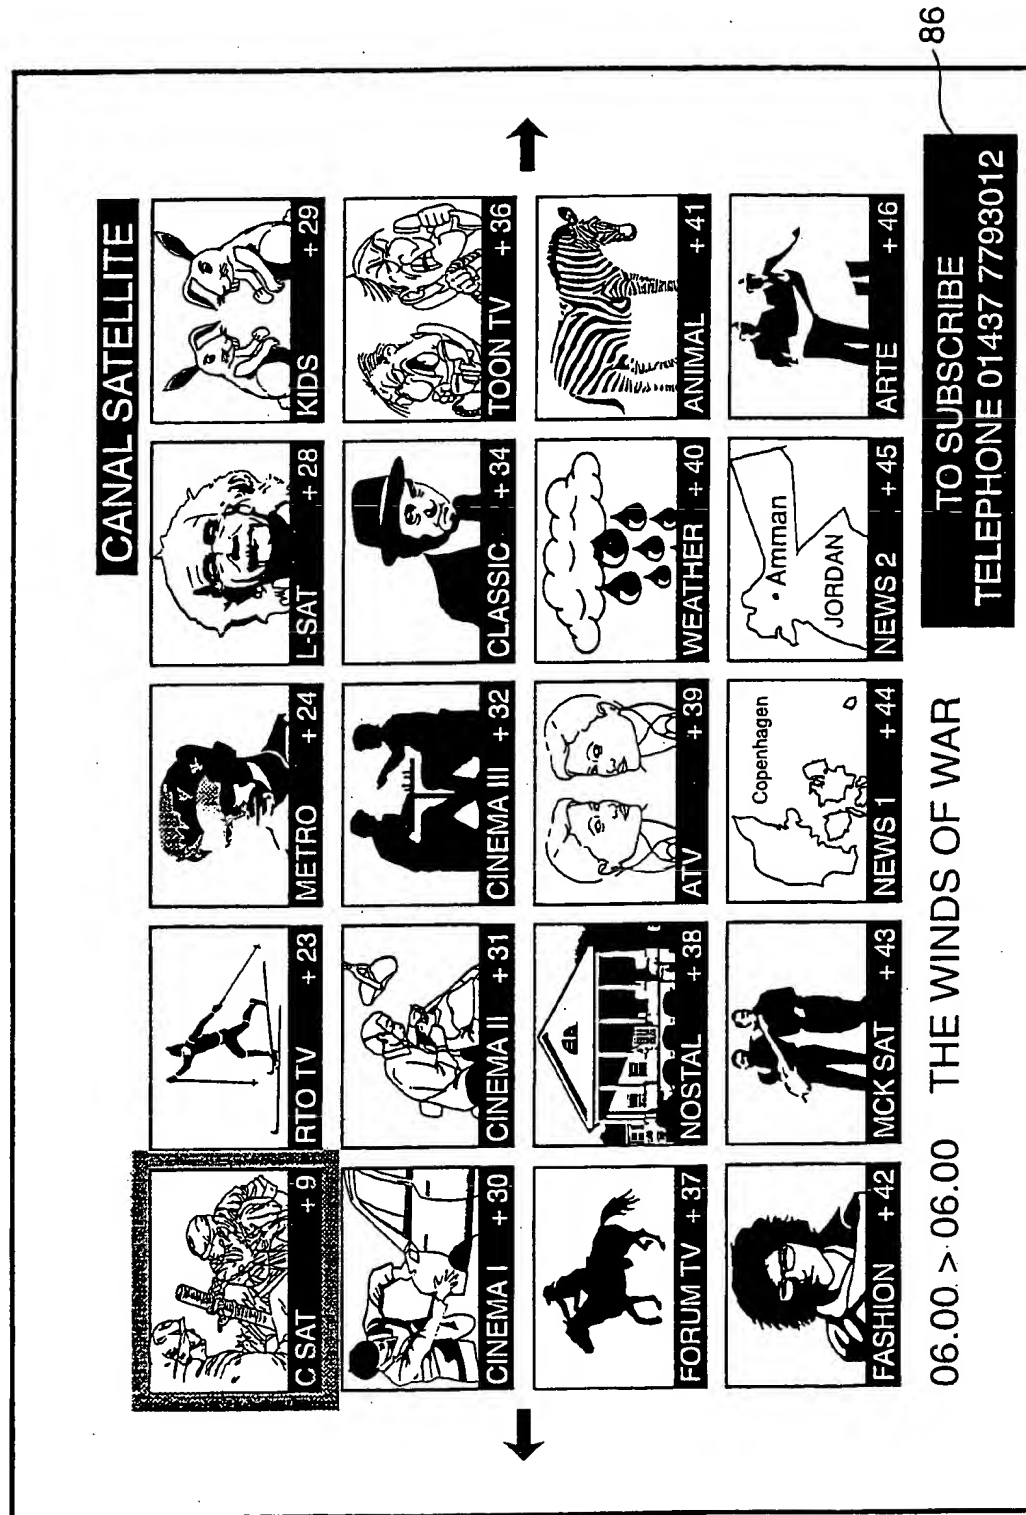 CANAL SATELLITE
C SAT + 9
RTO TV + 23
METRO + 24
L-SAT + 28
KIDS + 29
CINEMA I + 30
CINEMA II + 31
CINEMA III + 32
CLASSIC + 34
TOON TV + 36
FORUM TV + 37
NOSTAL + 38
ATV + 39
WEATHER + 40
ANIMAL + 41
Copenhagen
Amman
JORDAN
FASHION + 42
MCK SAT + 43
NEWS 1 + 44
NEWS 2 + 45
ARTE + 46
06.00 > 06.00 THE WINDS OF WAR
TO SUBSCRIBE
TELEPHONE 01437 7793012
86